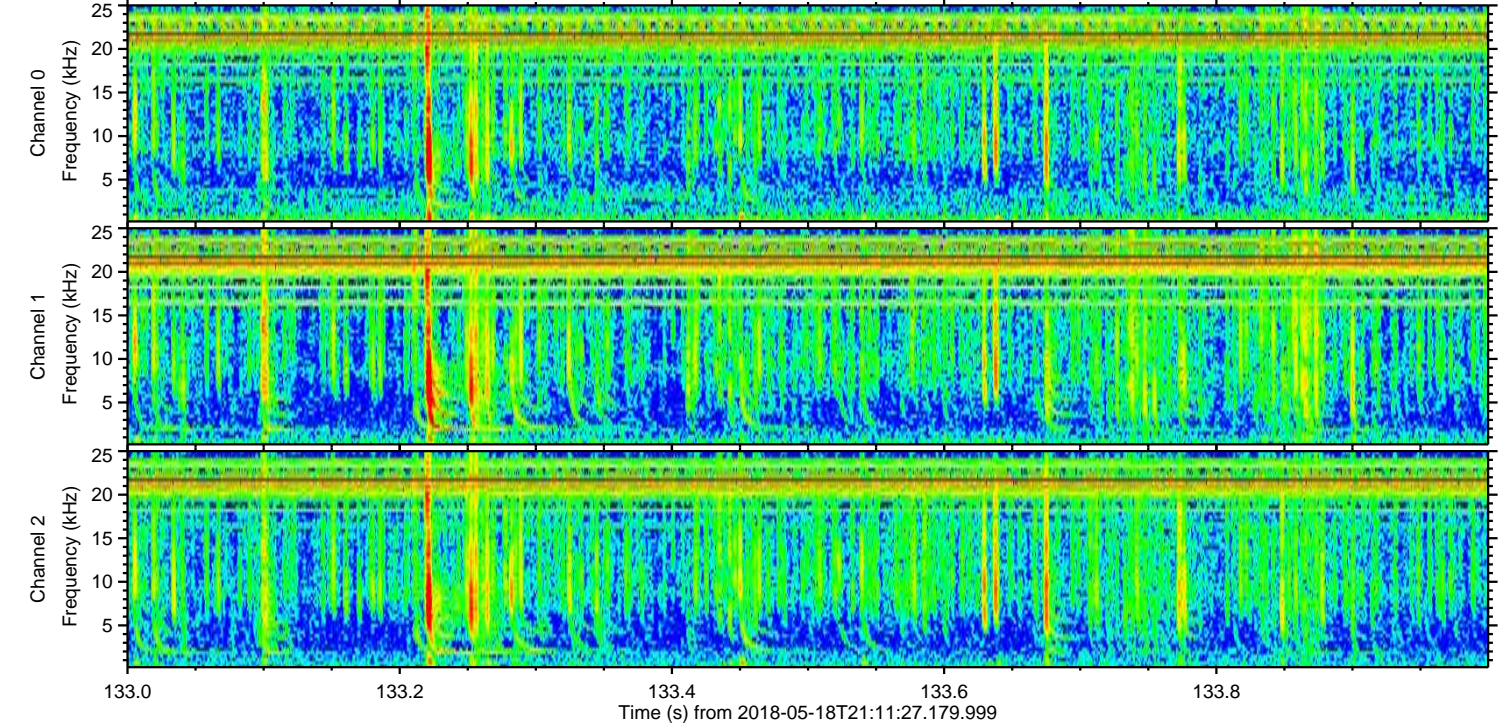 Channel 0
Frequency (kHz)
25
20
15
10
5
Channel 1
Frequency (kHz)
25
20
15
10
5
Channel 2
Frequency (kHz)
25
20
15
10
5
133.0 133.2 133.4 133.6 133.8
Time (s) from 2018-05-18T21:11:27.179.999